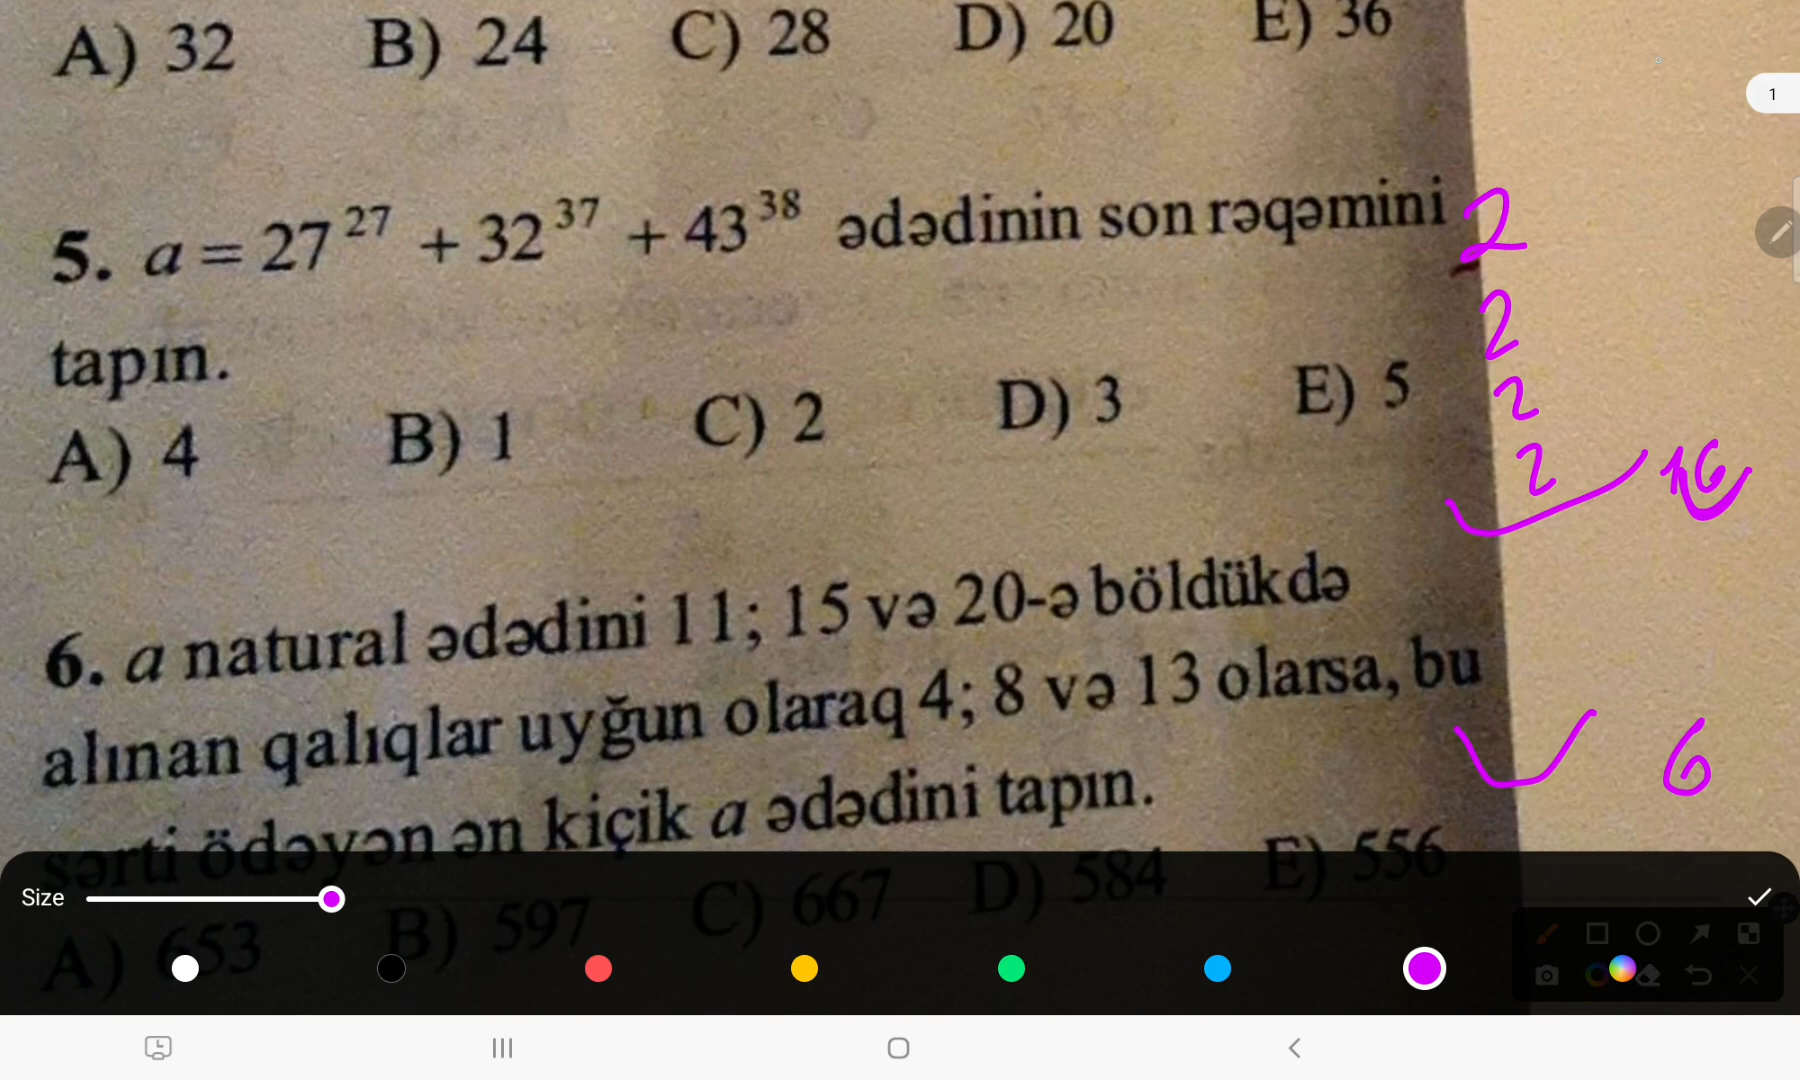 A) 32 B) 24 C) 28 D) 20 E) 36
1
5. a = 27^27 + 32^37 + 43^38 ədədinin son rəqəmini
2
tapın.
2
A) 4 B) 1 C) 2 D) 3 E) 5
2
2
16
6. a natural ədədini 11; 15 və 20-ə böldükdə
alınan qalıqlar uyğun olaraq 4; 8 və 13 olarsa, bu
6
şərti ödəyən ən kiçik a ədədini tapın.
Size
A) 653 B) 597 C) 667 D) 584 E) 556